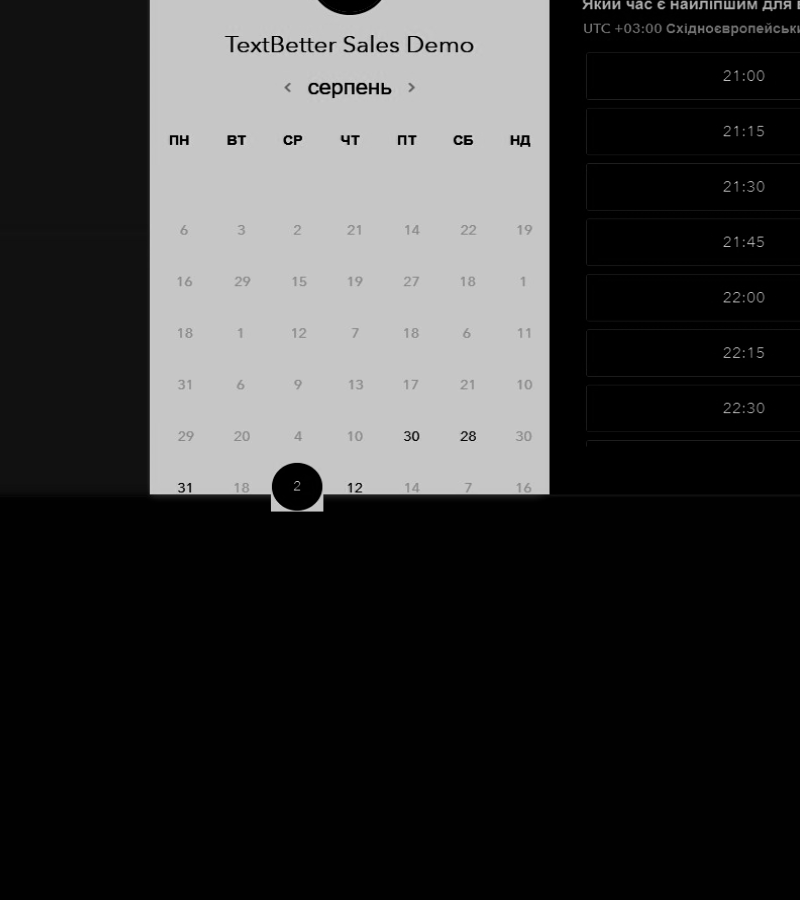 TextBetter Sales Demo
серпень
ПН ВТ СР ЧТ ПТ СБ НД
6 3 2 21 14 22 19
16 29 15 19 27 18 1
18 1 12 7 18 6 11
31 6 9 13 17 21 10
29 20 4 10 30 28 30
31 18 2 12 14 7 16
Який час є найліпшим для
UTC +03:00
21:00
21:15
21:30
21:45
22:00
22:15
22:30